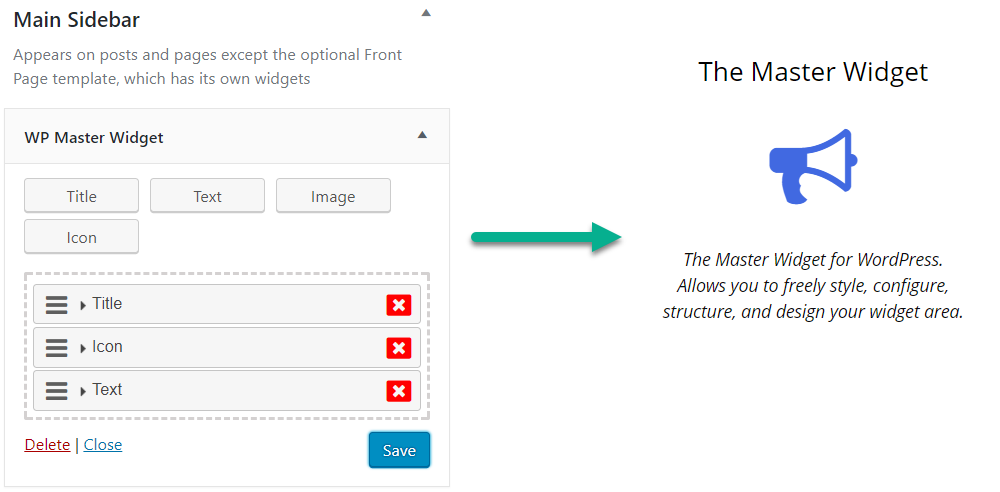 Main Sidebar
Appears on posts and pages except the optional Front
Page template, which has its own widgets
WP Master Widget
Title
Text
Image
Icon
Title
Icon
Text
Delete | Close
Save
The Master Widget
The Master Widget for WordPress.
Allows you to freely style, configure,
structure, and design your widget area.